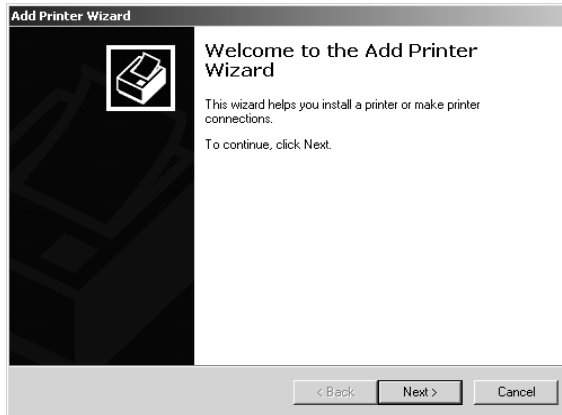 Add Printer Wizard
Welcome to the Add Printer
Wizard
This wizard helps you install a printer or make printer
connections.
To continue, click Next.
< Back
Next >
Cancel